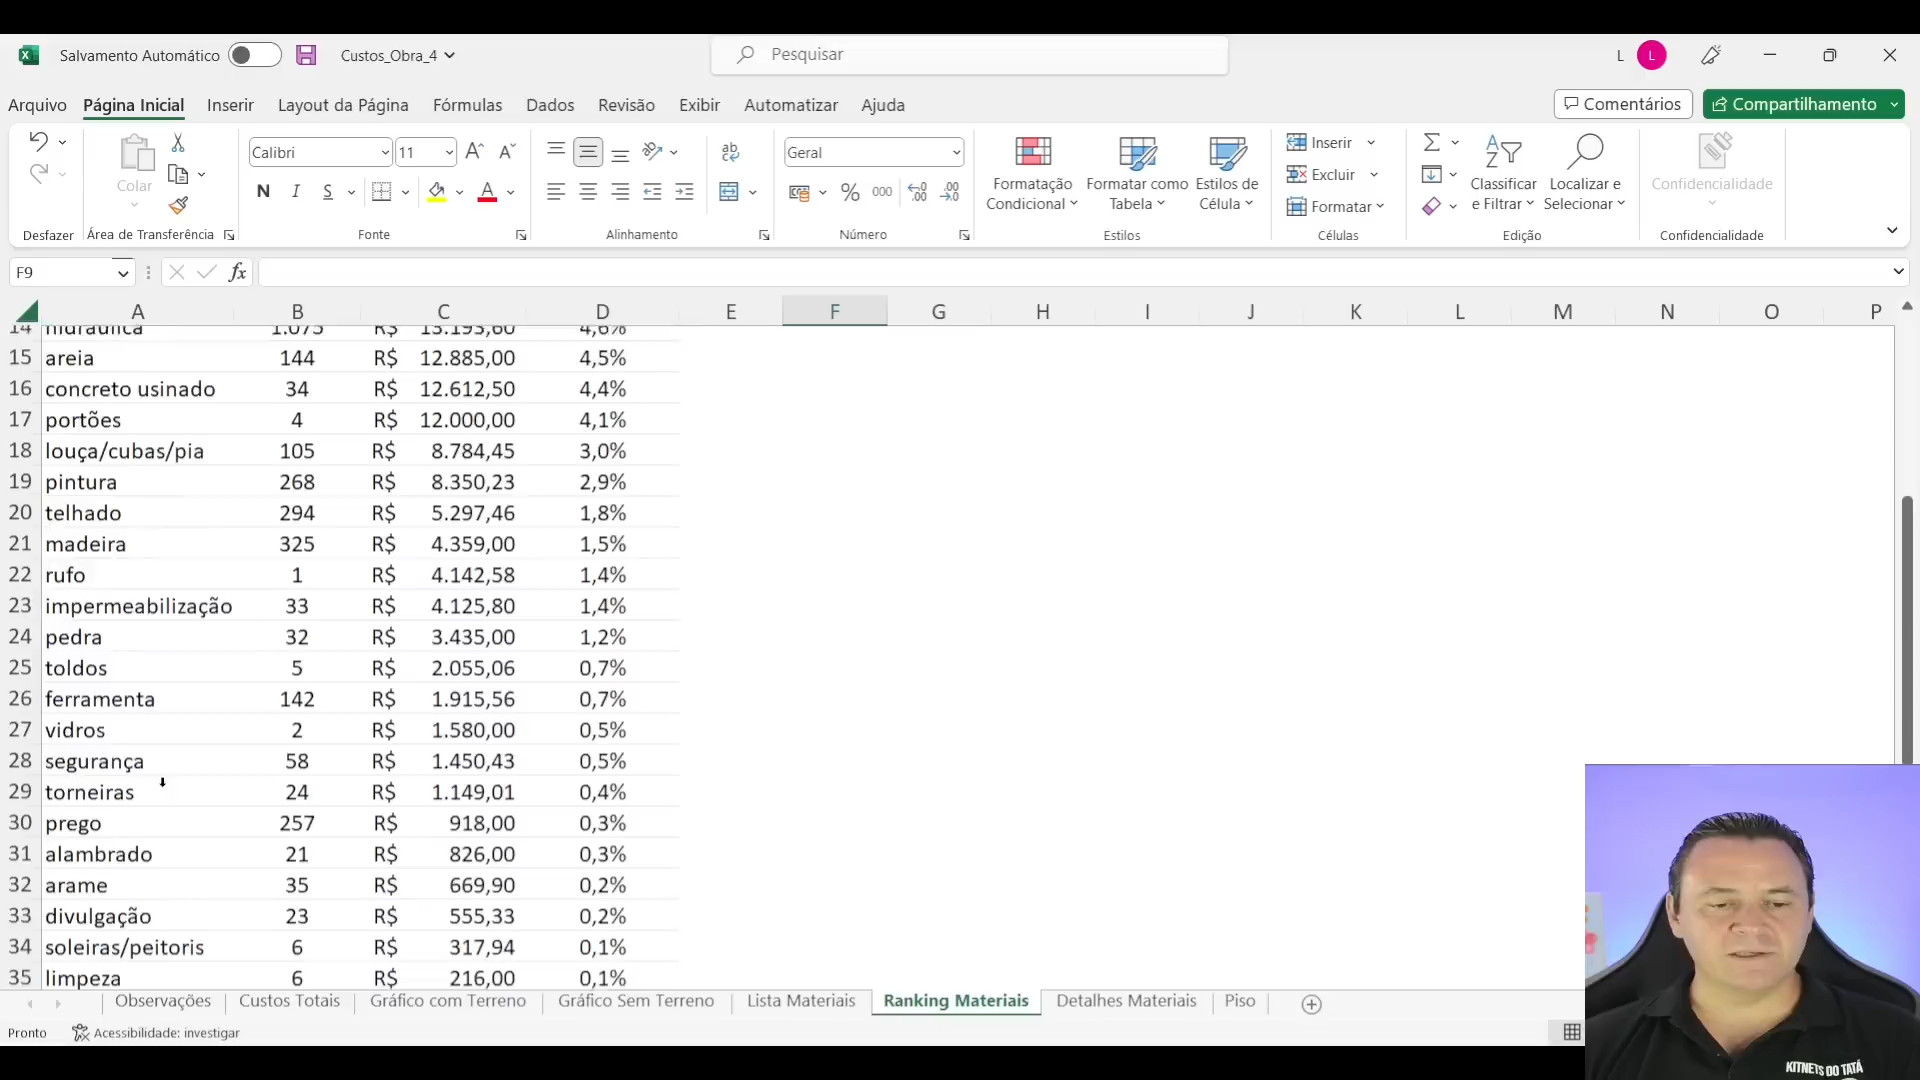 Salvamento Automático
Custos_Obra_4
Pesquisar
L
L
Arquivo
Página Inicial
Inserir
Layout da Página
Fórmulas
Dados
Revisão
Exibir
Automatizar
Ajuda
Comentários
Compartilhamento
Colar
Calibri
11
N I S
ab
Geral
% 000
Formatação Condicional
Formatar como Tabela
Estilos de Célula
Inserir
Excluir
Formatar
Classificar e Filtrar
Localizar e Selecionar
Confidencialidade
Desfazer
Área de Transferência
Fonte
Alinhamento
Número
Estilos
Células
Edição
Confidencialidade
F9
fx
A B C D E F G H I J K L M N O P
14 hidráulica 1.075 R$ 13.193,60 4,6%
15 areia 144 R$ 12.885,00 4,5%
16 concreto usinado 34 R$ 12.612,50 4,4%
17 portões 4 R$ 12.000,00 4,1%
18 louça/cubas/pia 105 R$ 8.784,45 3,0%
19 pintura 268 R$ 8.350,23 2,9%
20 telhado 294 R$ 5.297,46 1,8%
21 madeira 325 R$ 4.359,00 1,5%
22 rufo 1 R$ 4.142,58 1,4%
23 impermeabilização 33 R$ 4.125,80 1,4%
24 pedra 32 R$ 3.435,00 1,2%
25 toldos 5 R$ 2.055,06 0,7%
26 ferramenta 142 R$ 1.915,56 0,7%
27 vidros 2 R$ 1.580,00 0,5%
28 segurança 58 R$ 1.450,43 0,5%
29 torneiras 24 R$ 1.149,01 0,4%
30 prego 257 R$ 918,00 0,3%
31 alambrado 21 R$ 826,00 0,3%
32 arame 35 R$ 669,90 0,2%
33 divulgação 23 R$ 555,33 0,2%
34 soleiras/peitoris 6 R$ 317,94 0,1%
35 limpeza 6 R$ 216,00 0,1%
Observações
Custos Totais
Gráfico com Terreno
Gráfico Sem Terreno
Lista Materiais
Ranking Materiais
Detalhes Materiais
Piso
Pronto
Acessibilidade: investigar
KITNETS DO TATÁ